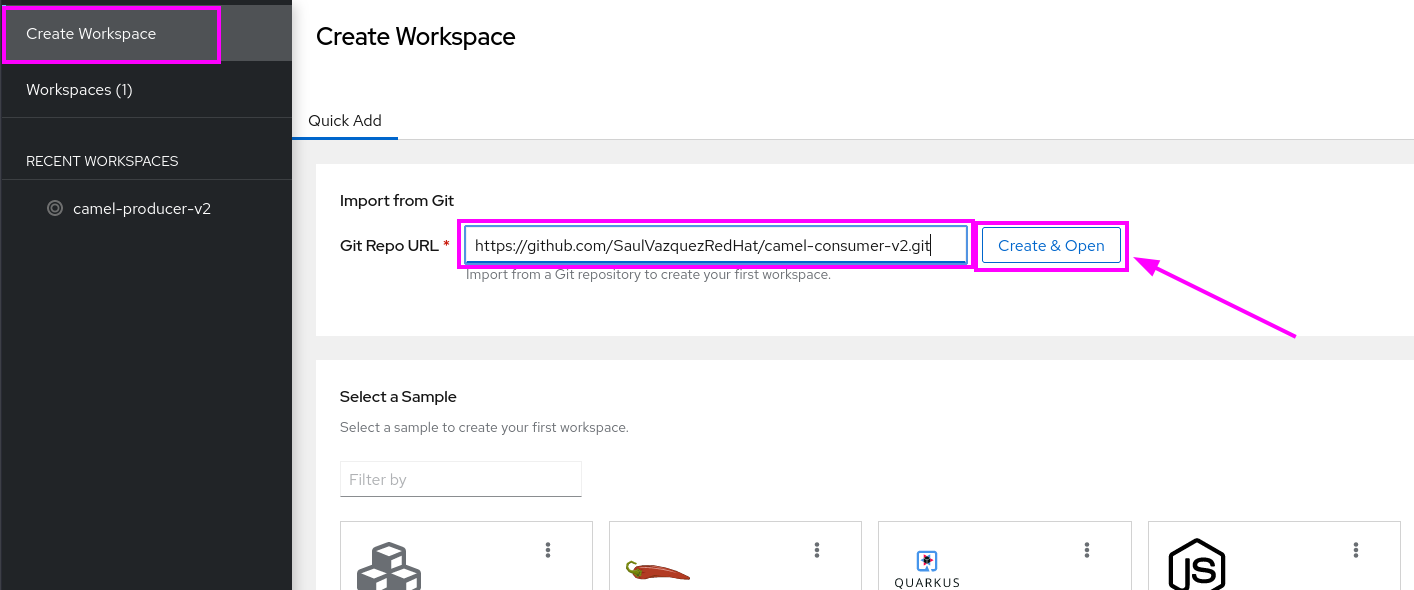 Create Workspace
Workspaces (1)
RECENT WORKSPACES
camel-producer-v2
Create Workspace
Quick Add
Import from Git
Git Repo URL * https://github.com/SaulVazquezRedHat/camel-consumer-v2.git Create & Open
Import from a Git repository to create your first workspace.
Select a Sample
Select a sample to create your first workspace.
Filter by
QUARKUS
JS